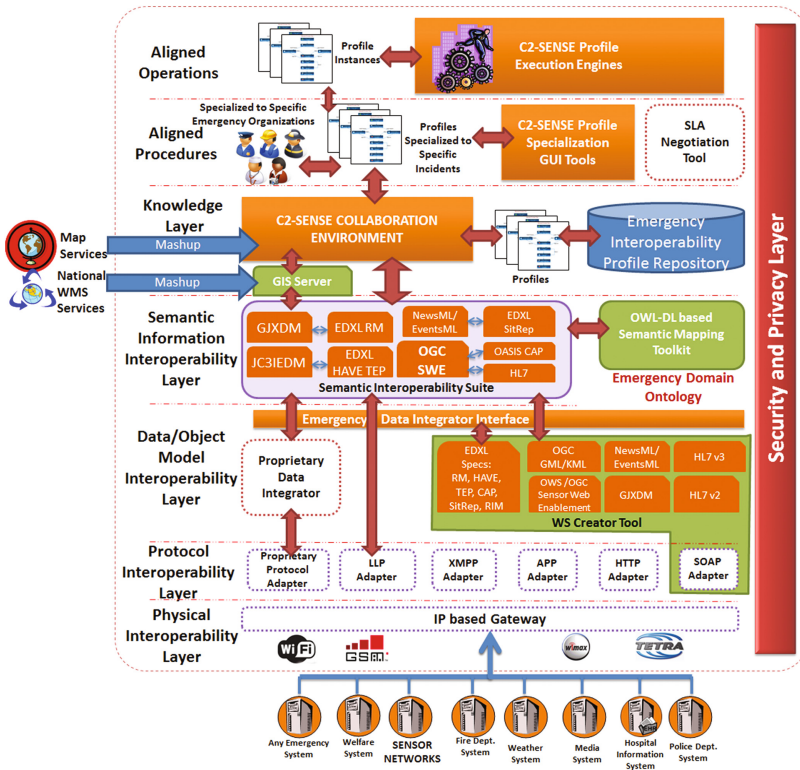 Aligned
Operations
Profile
Instances
C2-SENSE Profile
Execution Engines
Specialized to Specific
Emergency Organizations
Aligned
Procedures
Profiles
Specialized to
Specific
Incidents
C2-SENSE Profile
Specialization
GUI Tools
SLA
Negotiation
Tool
Knowledge
Layer
C2-SENSE COLLABORATION
ENVIRONMENT
Profiles
Emergency
Interoperability
Profile Repository
Map
Services
Mashup
National
WMS
Services
Mashup
GIS Server
Semantic
Information
Interoperability
Layer
GJXDM
EDXL RM
NewsML/
EventsML
EDXL
SitRep
JC3IEDM
EDXL
HAVE TEP
OGC
SWE
OASIS CAP
HL7
Semantic Interoperability Suite
OWL-DL based
Semantic Mapping
Toolkit
Emergency Domain
Ontology
Emergency
Data Integrator Interface
Data/Object
Model
Interoperability
Layer
Proprietary
Data
Integrator
EDXL
Specs:
RM, HAVE,
TEP, CAP,
SitRep, RIM
OGC
GML/KML
NewsML/
EventsML
HL7 v3
OWS /OGC
Sensor Web
Enablement
GJXDM
HL7 v2
WS Creator Tool
Protocol
Interoperability
Layer
Proprietary
Protocol
Adapter
LLP
Adapter
XMPP
Adapter
APP
Adapter
HTTP
Adapter
SOAP
Adapter
Physical
Interoperability
Layer
IP based Gateway
WiFi
GSM
wimax
TETRA
Any Emergency
System
Welfare
System
SENSOR
NETWORKS
Fire Dept.
System
Weather
System
Media
System
Hospital
Information
System
Police Dept.
System
Security and Privacy Layer